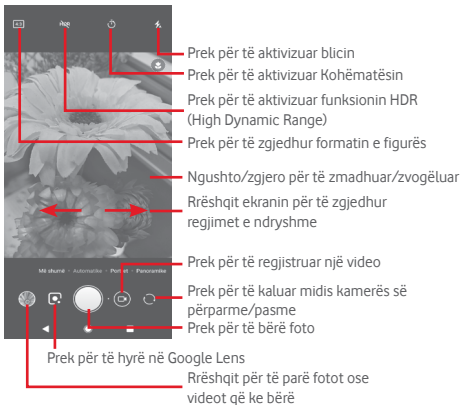 4:3
HDR
Prek për të aktivizuar blicin
Prek për të aktivizuar Kohëmatësin
Prek për të aktivizuar funksionin HDR
(High Dynamic Range)
Prek për të zgjedhur formatin e figurës
Ngushto/zgjero për të zmadhuar/zvogëluar
Rrëshqit ekranin për të zgjedhur
regjimet e ndryshme
Më shumë Automatike Portret Panoramike
Prek për të regjistruar një video
Prek për të kaluar midis kamerës së
përparme/pasme
Prek për të bërë foto
Prek për të hyrë në Google Lens
Rrëshqit për të parë fotot ose
videot që ke bërë